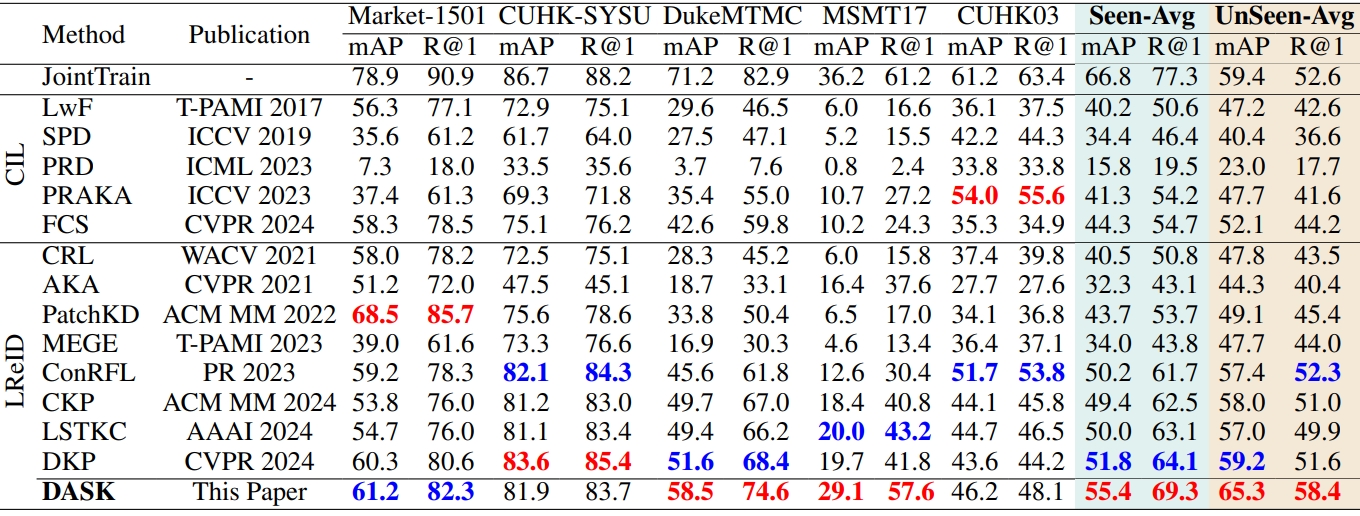 Method Publication Market-1501 CUHK-SYSU DukeMTMC MSMT17 CUHK03 Seen-Avg UnSeen-Avg
mAP R@1 mAP R@1 mAP R@1 mAP R@1 mAP R@1 mAP R@1 mAP R@1
JointTrain - 78.9 90.9 86.7 88.2 71.2 82.9 36.2 61.2 61.2 63.4 66.8 77.3 59.4 52.6
CIL
LwF T-PAMI 2017 56.3 77.1 72.9 75.1 29.6 46.5 6.0 16.6 36.1 37.5 40.2 50.6 47.2 42.6
SPD ICCV 2019 35.6 61.2 61.7 64.0 27.5 47.1 5.2 15.5 42.2 44.3 34.4 46.4 40.4 36.6
PRD ICML 2023 7.3 18.0 33.5 35.6 3.7 7.6 0.8 2.4 33.8 33.8 15.8 19.5 23.0 17.7
PRAKA ICCV 2023 37.4 61.3 69.3 71.8 35.4 55.0 10.7 27.2 54.0 55.6 41.3 54.2 47.7 41.6
FCS CVPR 2024 58.3 78.5 75.1 76.2 42.6 59.8 10.2 24.3 35.3 34.9 44.3 54.7 52.1 44.2
LReID
CRL WACV 2021 58.0 78.2 72.5 75.1 28.3 45.2 6.0 15.8 37.4 39.8 40.5 50.8 47.8 43.5
AKA CVPR 2021 51.2 72.0 47.5 45.1 18.7 33.1 16.4 37.6 27.7 27.6 32.3 43.1 44.3 40.4
PatchKD ACM MM 2022 68.5 85.7 75.6 78.6 33.8 50.4 6.5 17.0 34.1 36.8 43.7 53.7 49.1 45.4
MEGE T-PAMI 2023 39.0 61.6 73.3 76.6 16.9 30.3 4.6 13.4 36.4 37.1 34.0 43.8 47.7 44.0
ConRFL PR 2023 59.2 78.3 82.1 84.3 45.6 61.8 12.6 30.4 51.7 53.8 50.2 61.7 57.4 52.3
CKP ACM MM 2024 53.8 76.0 81.2 83.0 49.7 67.0 18.4 40.8 44.1 45.8 49.4 62.5 58.0 51.0
LSTKC AAAI 2024 54.7 76.0 81.1 83.4 49.4 66.2 20.0 43.2 44.7 46.5 50.0 63.1 57.0 49.9
DKP CVPR 2024 60.3 80.6 83.6 85.4 51.6 68.4 19.7 41.8 43.6 44.2 51.8 64.1 59.2 51.6
DASK This Paper 61.2 82.3 81.9 83.7 58.5 74.6 29.1 57.6 46.2 48.1 55.4 69.3 65.3 58.4